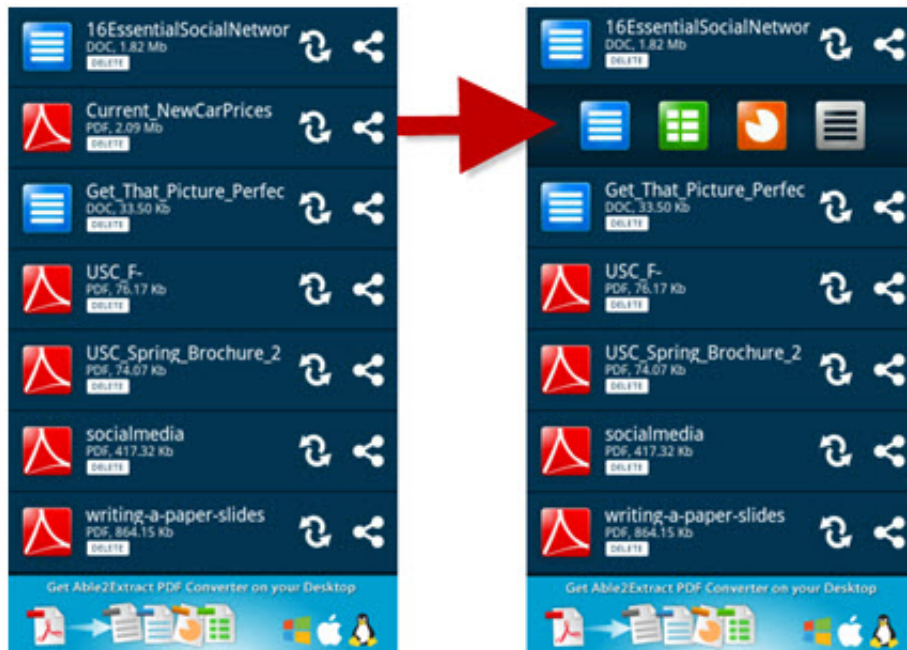 16EssentialSocialNetwor
DOC, 1.82 Mb
DELETE
Current_NewCarPrices
PDF, 2.09 Mb
DELETE
Get_That_Picture_Perfec
DOC, 33.50 Kb
DELETE
USC_F-
PDF, 76.17 Kb
DELETE
USC_Spring_Brochure_2
PDF, 74.07 Kb
DELETE
socialmedia
PDF, 417.32 Kb
DELETE
writing-a-paper-slides
PDF, 864.15 Kb
DELETE
Get Able2Extract PDF Converter on your Desktop
16EssentialSocialNetwor
DOC, 1.82 Mb
DELETE
Get_That_Picture_Perfec
DOC, 33.50 Kb
DELETE
USC_F-
PDF, 76.17 Kb
DELETE
USC_Spring_Brochure_2
PDF, 74.07 Kb
DELETE
socialmedia
PDF, 417.32 Kb
DELETE
writing-a-paper-slides
PDF, 864.15 Kb
DELETE
Get Able2Extract PDF Converter on your Desktop